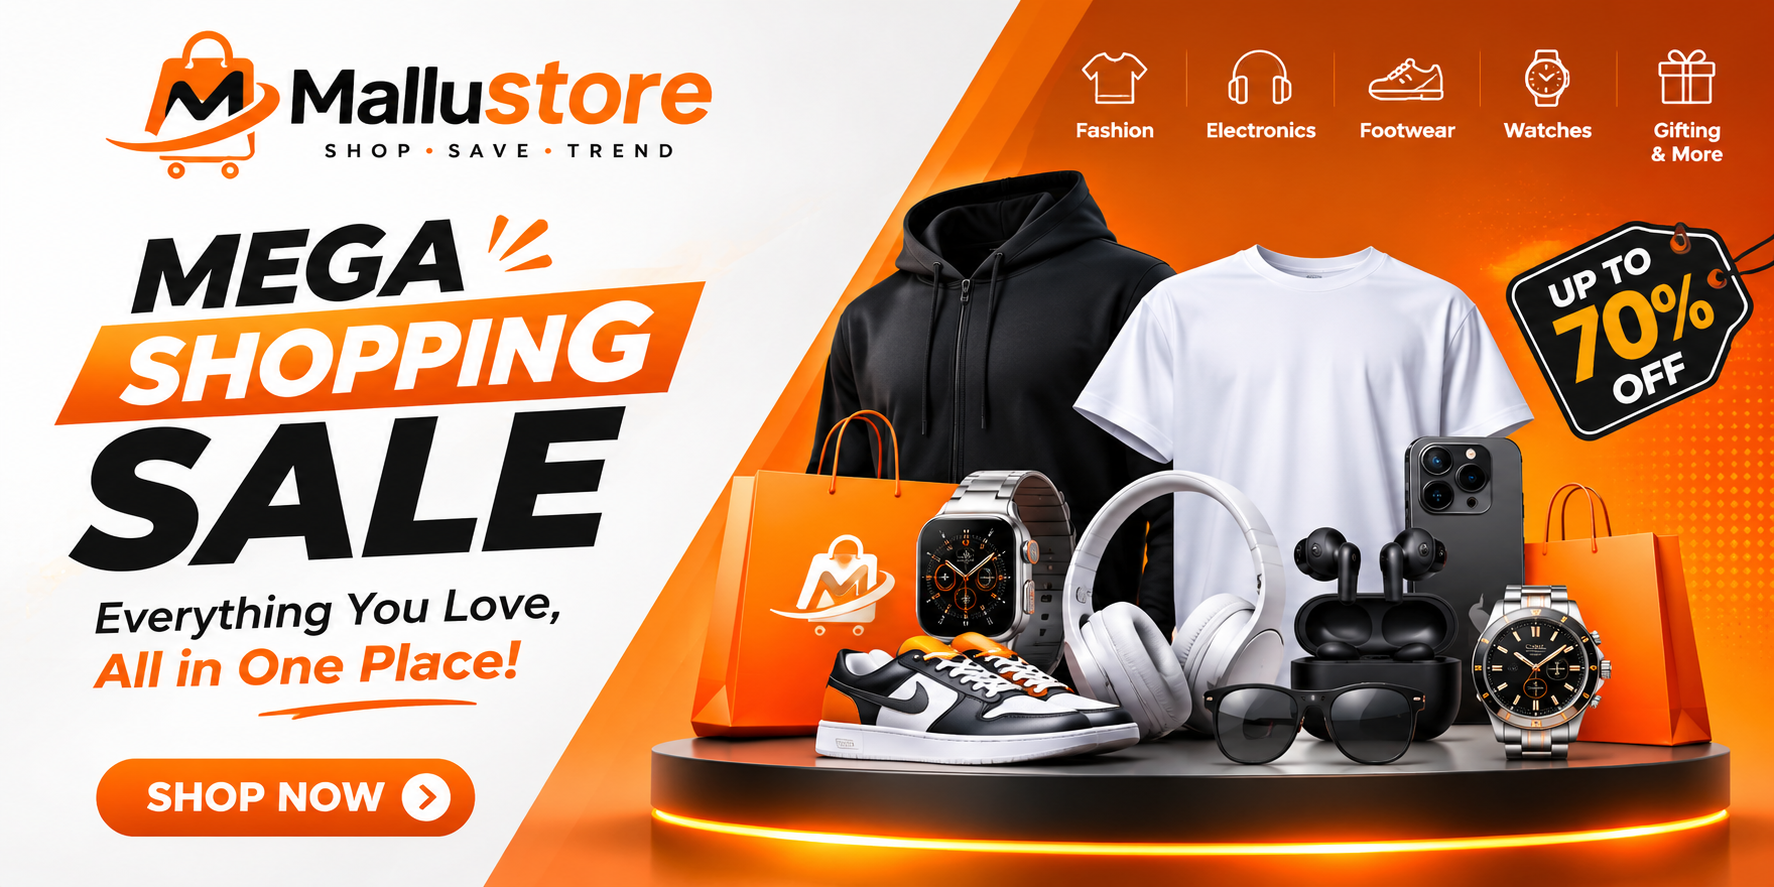 Mallustore
SHOP • SAVE • TREND
MEGA
SHOPPING
SALE
Everything You Love,
All in One Place!
SHOP NOW
Fashion
Electronics
Footwear
Watches
Gifting
& More
UP TO
70%
OFF
M